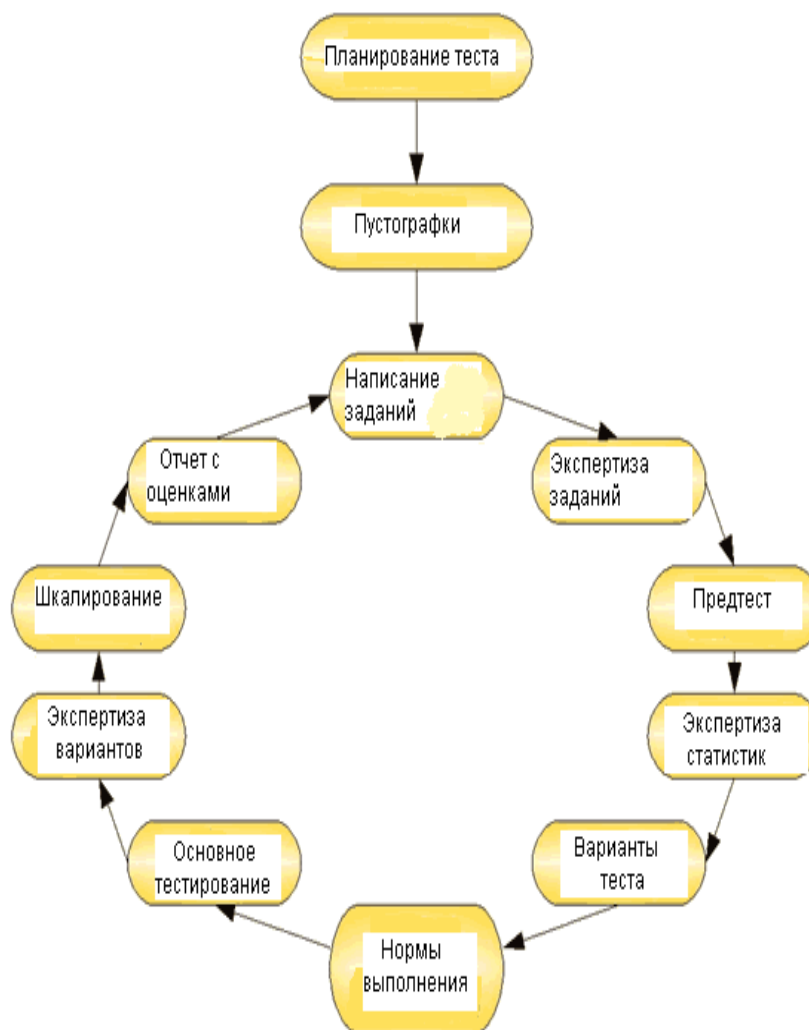 Планирование теста
Пустографки
Написание
заданий
Экспертиза
заданий
Предтест
Экспертиза
статистик
Варианты
теста
Нормы
выполнения
Основное
тестирование
Экспертиза
вариантов
Шкалирование
Отчет с
оценками